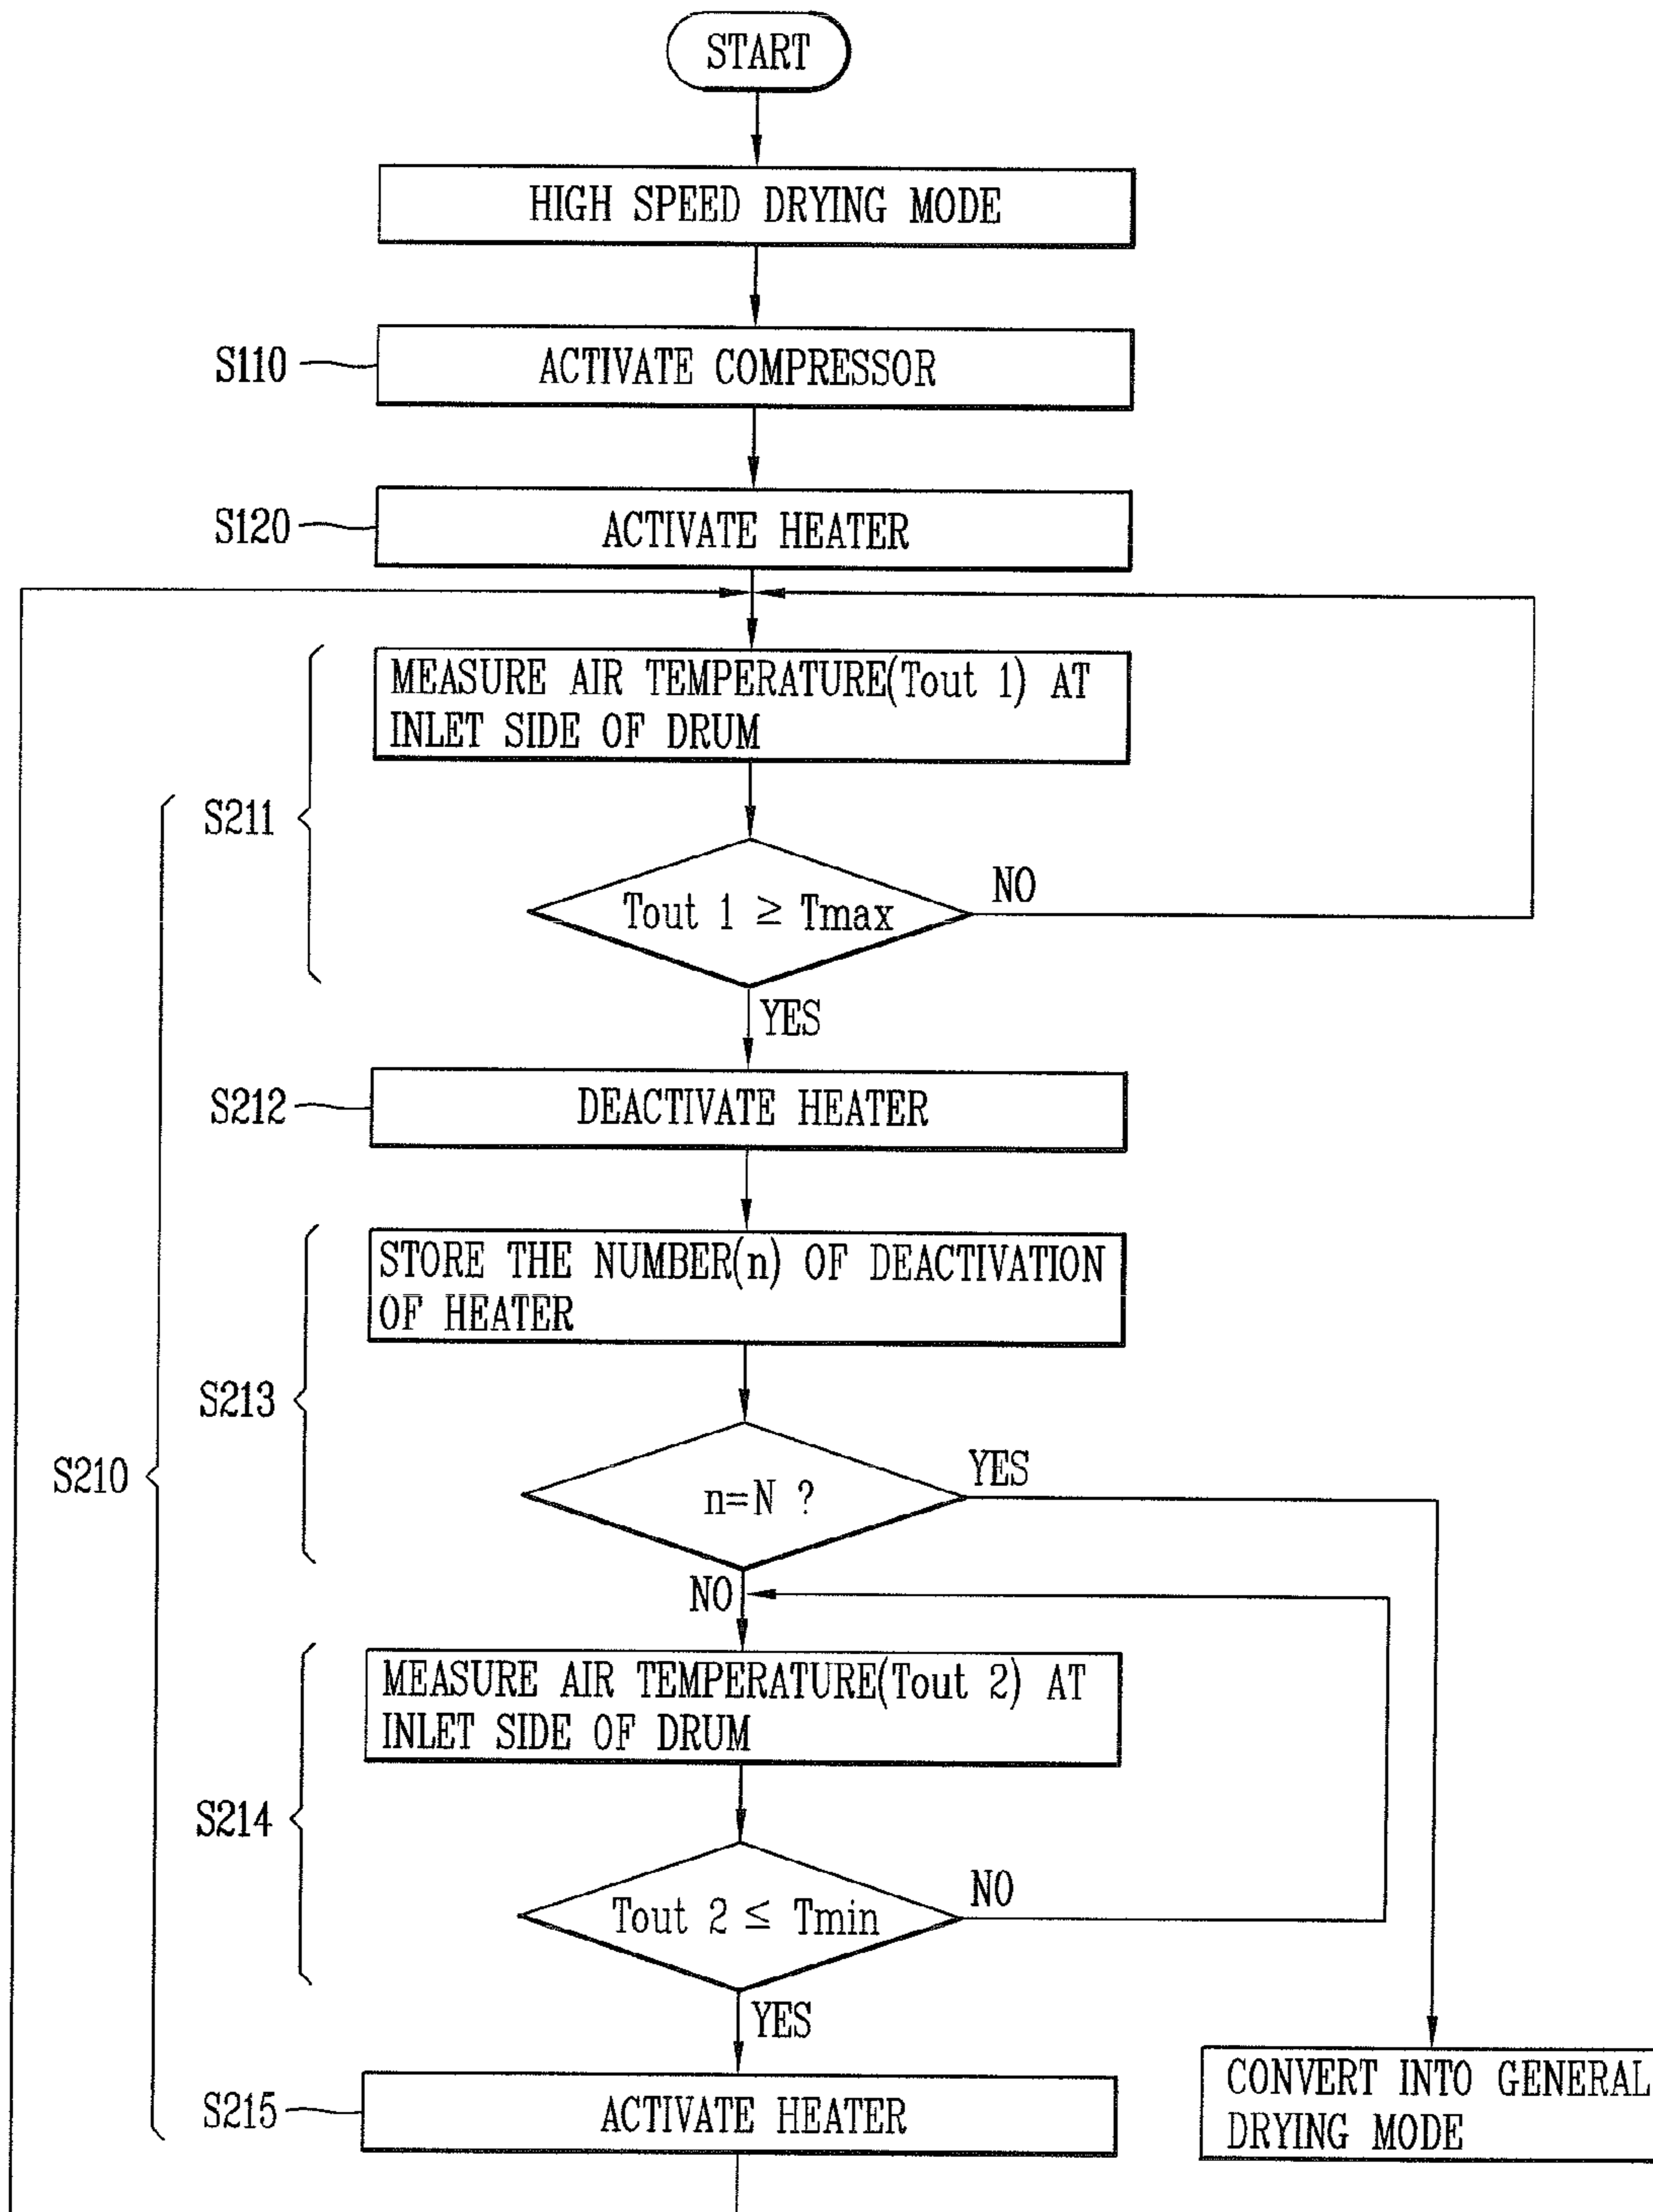 START
HIGH SPEED DRYING MODE
S110
ACTIVATE COMPRESSOR
S120
ACTIVATE HEATER
MEASURE AIR TEMPERATURE(Tout 1) AT
INLET SIDE OF DRUM
S211
Tout 1 ≥ Tmax
NO
YES
S212
DEACTIVATE HEATER
STORE THE NUMBER(n) OF DEACTIVATION
OF HEATER
S213
n=N ?
YES
S210
NO
MEASURE AIR TEMPERATURE(Tout 2) AT
INLET SIDE OF DRUM
S214
Tout 2 ≤ Tmin
NO
YES
S215
ACTIVATE HEATER
CONVERT INTO GENERAL
DRYING MODE